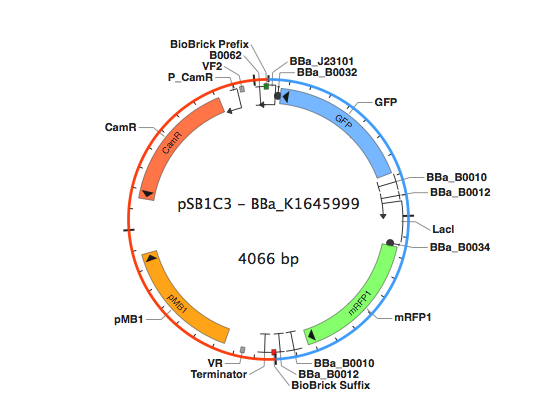 BioBrick Prefix
B0062
VF2
P_CamR
BBa_J23101
BBa_B0032
GFP
GFP
CamR
CamR
BBa_B0010
BBa_B0012
pSB1C3 - BBa_K1645999
LacI
BBa_B0034
4066 bp
pMB1
pMB1
mRFP1
mRFP1
VR
Terminator
BBa_B0010
BBa_B0012
BioBrick Suffix